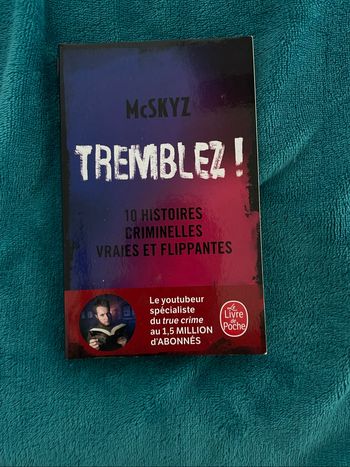 McSKYZ
TREMBLEZ !
10 HISTOIRES
CRIMINELLES
VRAIES ET FLIPPANTES
Le youtubeur
spécialiste
du true crime
au 1,5 MILLION
d'ABONNÉS
Le Livre
de
Poche